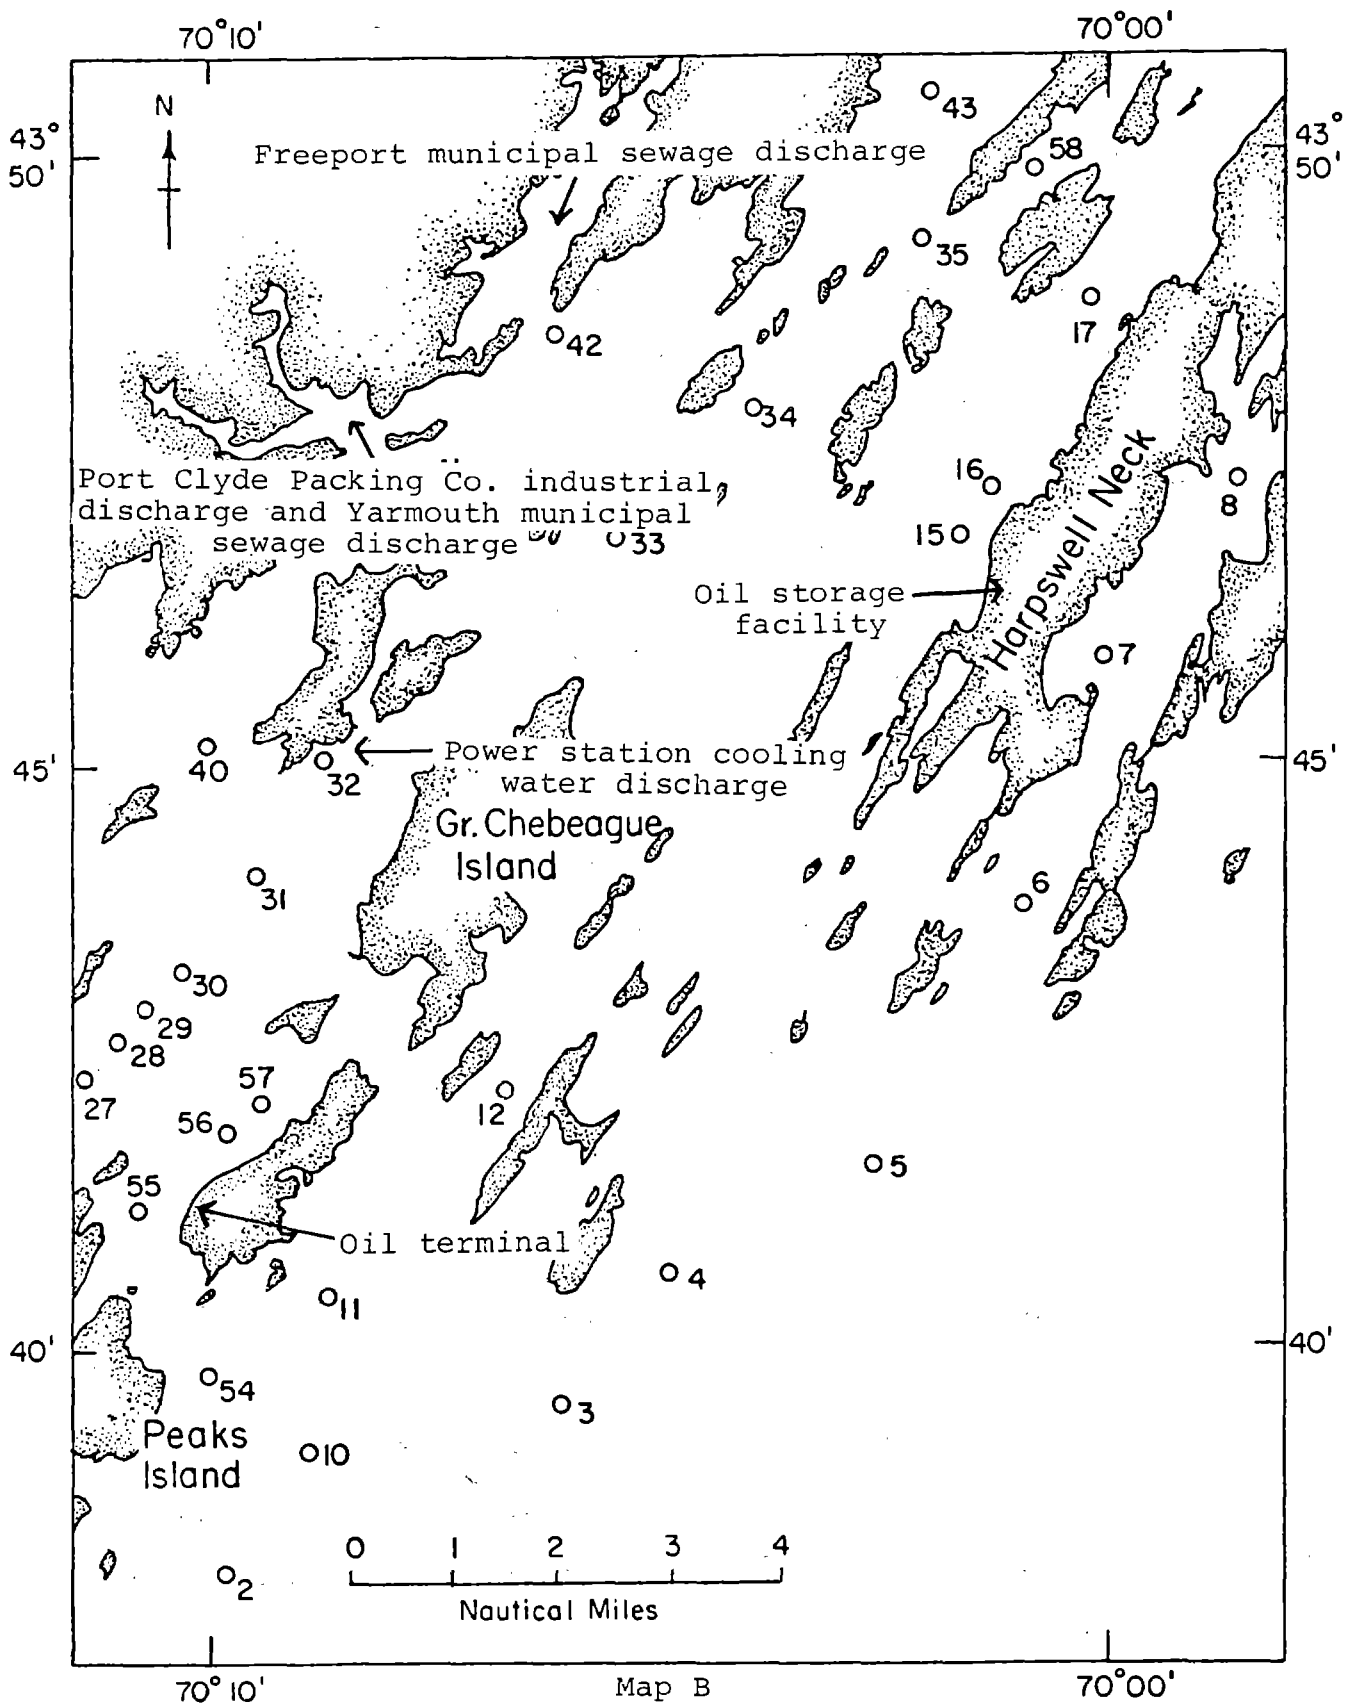 70°10'
70°00'
N
43°
50'
43°
50'
43
Freeport municipal sewage discharge
58
35
17
42
34
16
8
Port Clyde Packing Co. industrial
discharge and Yarmouth municipal
sewage discharge
33
15
Harpswell Neck
Oil storage
facility
7
40
45'
45'
32
Power station cooling
water discharge
Gr. Chebeague
Island
31
6
30
29
28
57
27
56
12
5
55
Oil terminal
4
11
40'
40'
54
3
Peaks
Island
10
0 1 2 3 4
2
Nautical Miles
70°10'
Map B
70°00'